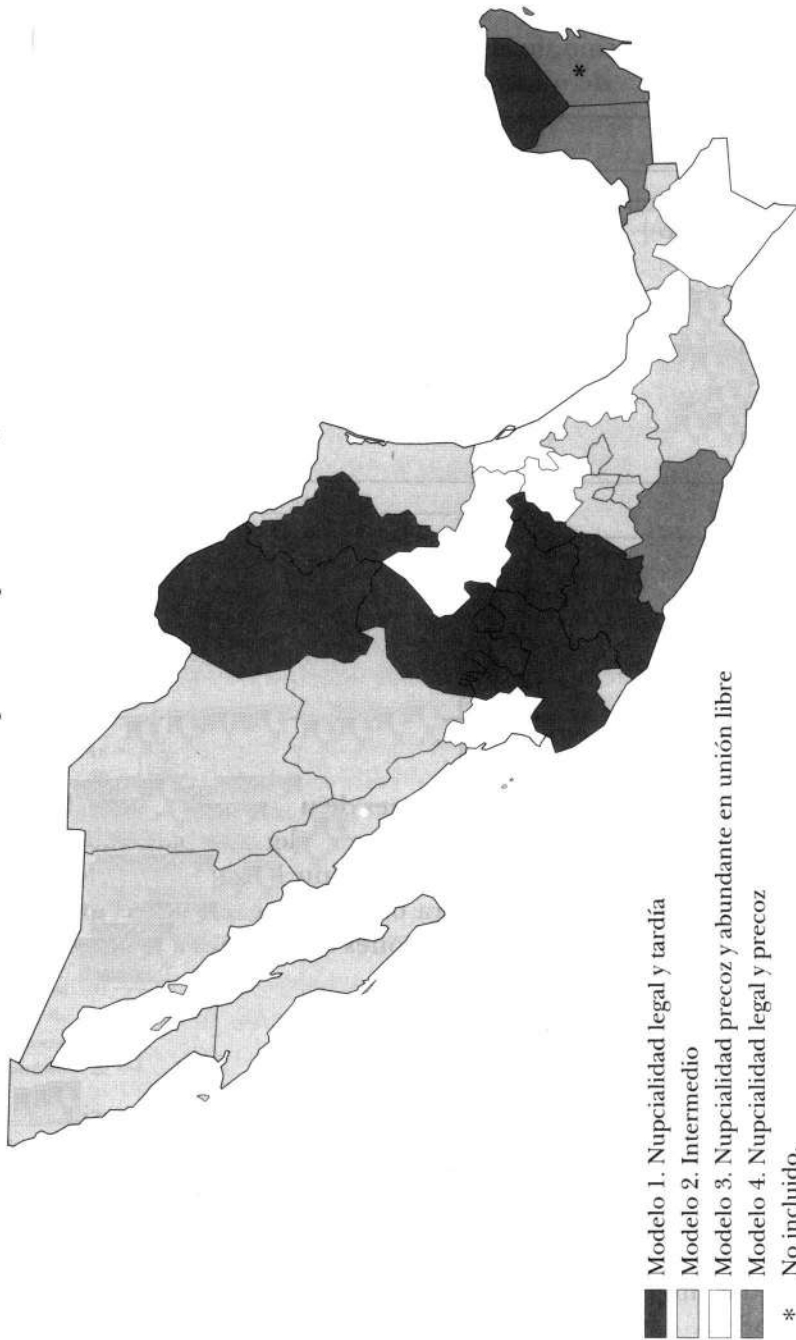 Modelo 1. Nupcialidad legal y tardía
Modelo 2. Intermedio
Modelo 3. Nupcialidad precoz y abundante en unión libre
Modelo 4. Nupcialidad legal y precoz
* No incluido.
*